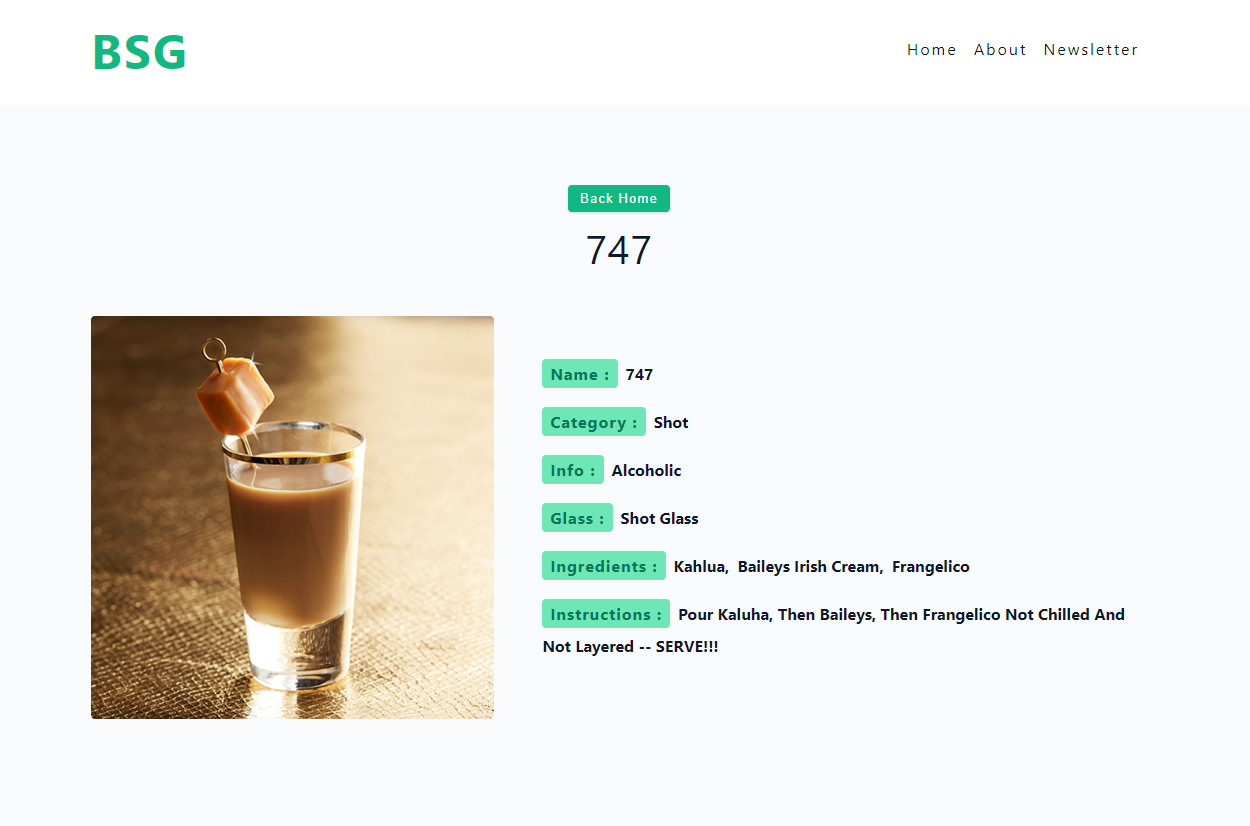 BSG
Home About Newsletter
Back Home
747
Name : 747
Category : Shot
Info : Alcoholic
Glass : Shot Glass
Ingredients : Kahlua, Baileys Irish Cream, Frangelico
Instructions : Pour Kaluha, Then Baileys, Then Frangelico Not Chilled And
Not Layered -- SERVE!!!